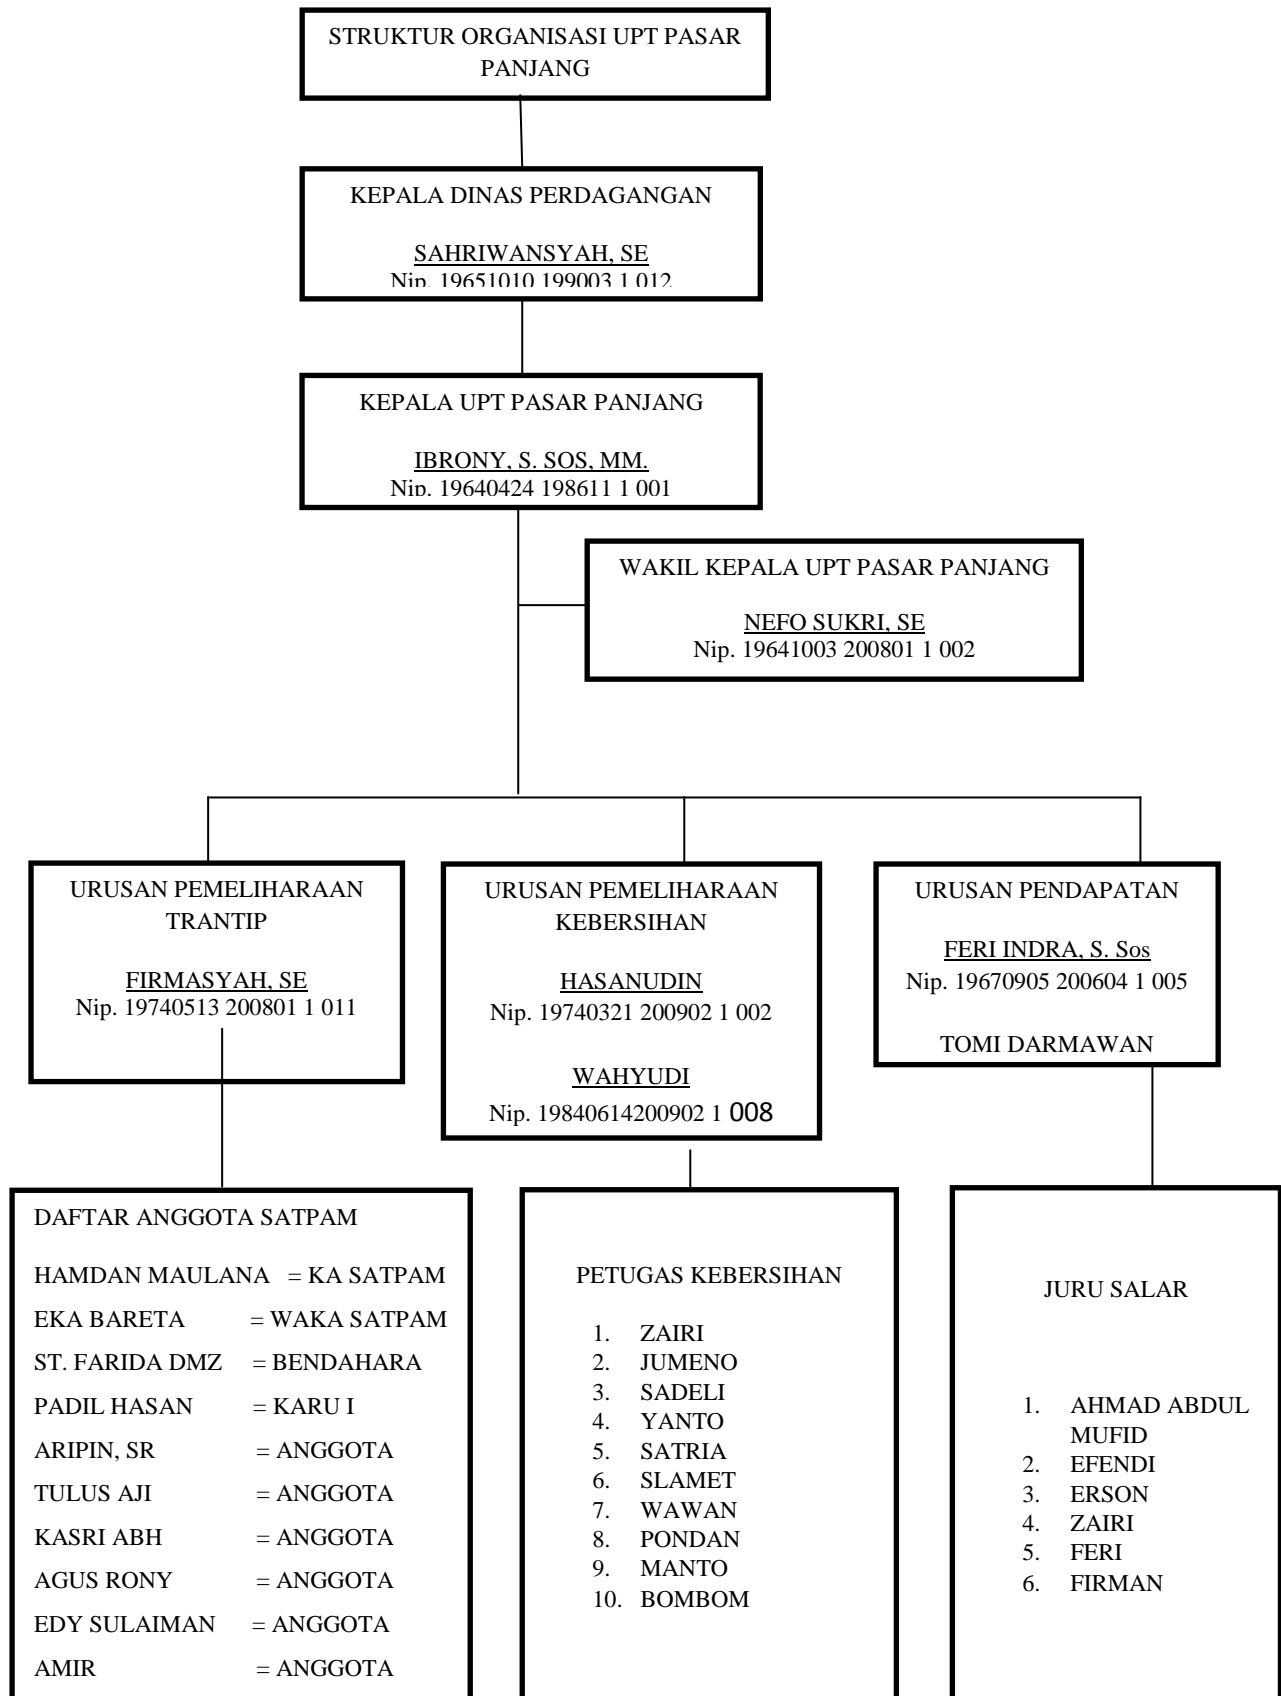 STRUKTUR ORGANISASI UPT PASAR
PANJANG
KEPALA DINAS PERDAGANGAN
SAHRIWANSYAH, SE
Nip. 19651010 199003 1 012
KEPALA UPT PASAR PANJANG
IBRONY, S. SOS, MM.
Nip. 19640424 198611 1 001
WAKIL KEPALA UPT PASAR PANJANG
NEFO SUKRI, SE
Nip. 19641003 200801 1 002
URUSAN PEMELIHARAAN
TRANTIP
FIRMASYAH, SE
Nip. 19740513 200801 1 011
URUSAN PEMELIHARAAN
KEBERSIHAN
HASANUDIN
Nip. 19740321 200902 1 002
WAHYUDI
Nip. 19840614200902 1 008
URUSAN PENDAPATAN
FERI INDRA, S. Sos
Nip. 19670905 200604 1 005
TOMI DARMAWAN
DAFTAR ANGGOTA SATPAM
HAMDAN MAULANA = KA SATPAM
EKA BARETA = WAKA SATPAM
ST. FARIDA DMZ = BENDAHARA
PADIL HASAN = KARU I
ARIPIN, SR = ANGGOTA
TULUS AJI = ANGGOTA
KASRI ABH = ANGGOTA
AGUS RONY = ANGGOTA
EDY SULAIMAN = ANGGOTA
AMIR = ANGGOTA
PETUGAS KEBERSIHAN
1. ZAIRI
2. JUMENO
3. SADELI
4. YANTO
5. SATRIA
6. SLAMET
7. WAWAN
8. PONDAN
9. MANTO
10. BOMBOM
JURU SALAR
1. AHMAD ABDUL
MUFID
2. EFENDI
3. ERSON
4. ZAIRI
5. FERI
6. FIRMAN